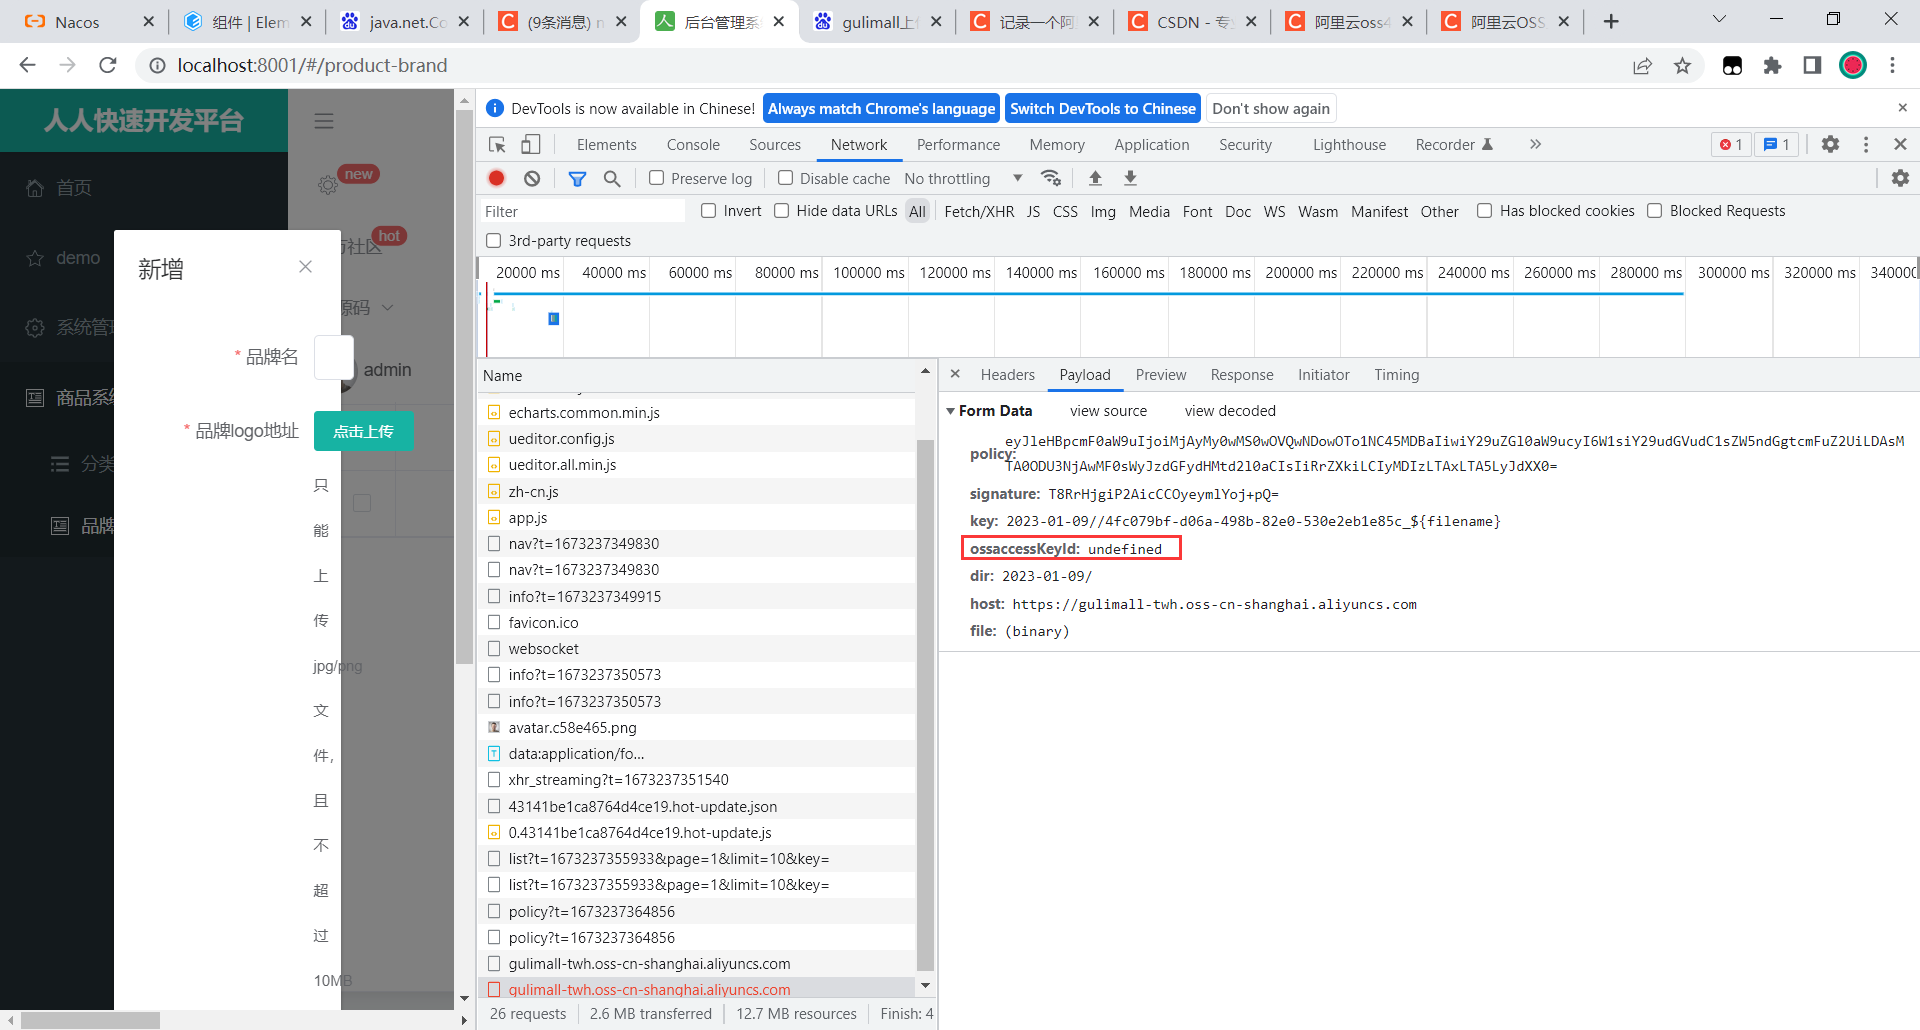 Nacos
组件 | Elem
java.net.Co
(9条消息) n
后台管理系
gulimall上
记录一个阿
CSDN - 专
阿里云oss
阿里云OSS
localhost:8001/#/product-brand
人人快速开发平台
首页
demo
系统管
商品系
分类
品牌
new
hot
社区
源码
admin
新增
* 品牌名
* 品牌logo地址
点击上传
只
能
上
传
jpg/png
文
件,
且
不
超
过
10MB
DevTools is now available in Chinese! Always match Chrome's language Switch DevTools to Chinese Don't show again
Elements Console Sources Network Performance Memory Application Security Lighthouse Recorder » 1 1
Preserve log Disable cache No throttling
Filter Invert Hide data URLs All Fetch/XHR JS CSS Img Media Font Doc WS Wasm Manifest Other Has blocked cookies Blocked Requests
3rd-party requests
20000 ms 40000 ms 60000 ms 80000 ms 100000 ms 120000 ms 140000 ms 160000 ms 180000 ms 200000 ms 220000 ms 240000 ms 260000 ms 280000 ms 300000 ms 320000 ms 34000
Name
echarts.common.min.js
ueditor.config.js
ueditor.all.min.js
zh-cn.js
app.js
nav?t=1673237349830
nav?t=1673237349830
info?t=1673237349915
favicon.ico
websocket
info?t=1673237350573
info?t=1673237350573
avatar.c58e465.png
data:application/fo...
xhr_streaming?t=1673237351540
43141be1ca8764d4ce19.hot-update.json
0.43141be1ca8764d4ce19.hot-update.js
list?t=1673237355933&page=1&limit=10&key=
list?t=1673237355933&page=1&limit=10&key=
policy?t=1673237364856
policy?t=1673237364856
gulimall-twh.oss-cn-shanghai.aliyuncs.com
gulimall-twh.oss-cn-shanghai.aliyuncs.com
26 requests 2.6 MB transferred 12.7 MB resources Finish: 4
Headers Payload Preview Response Initiator Timing
Form Data view source view decoded
policy: eyJleHBpcmF0aW9uIjoiMjAyMy0wMS0wOVQwNDowOTo1NC45MDBaIiwiY29uZGl0aW9ucyI6W1siY29udGVudC1sZW5ndGgtcmFuZ2UiLDAsM
TA0ODU3NjAwMF0sWyJzdGFydHMtd2l0aCIsIiRrZXkiLCIyMDIzLTAxLTA5LyJdXX0=
signature: T8RrHjgiP2AicCCOyeymlYoj+pQ=
key: 2023-01-09//4fc079bf-d06a-498b-82e0-530e2eb1e85c_${filename}
ossaccessKeyId: undefined
dir: 2023-01-09/
host: https://gulimall-twh.oss-cn-shanghai.aliyuncs.com
file: (binary)